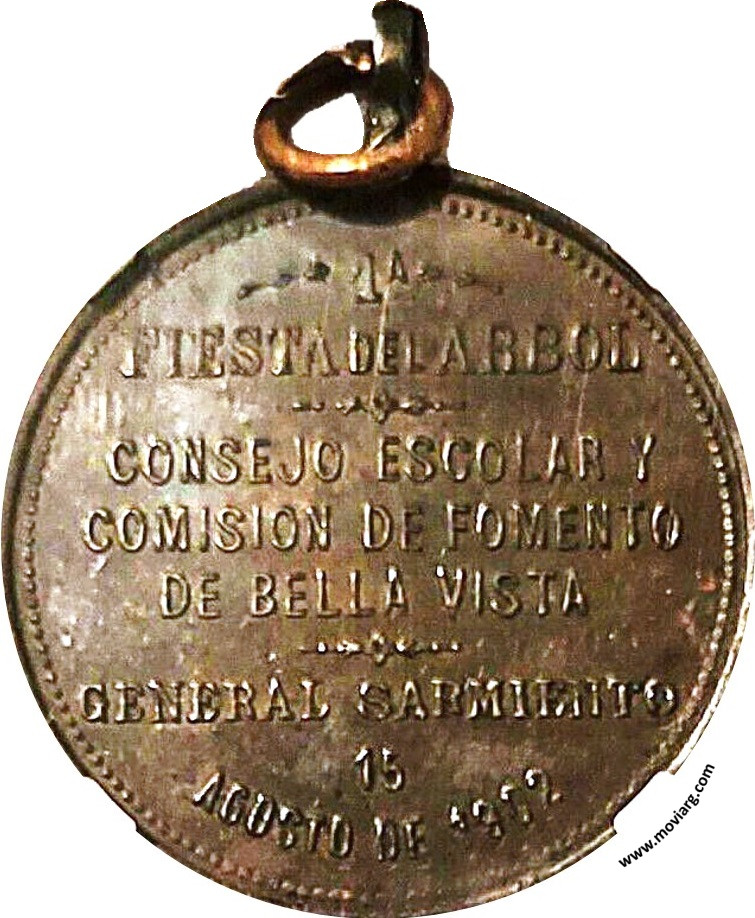 1A
FIESTA DEL ARBOL
CONSEJO ESCOLAR Y
COMISION DE FOMENTO
DE BELLA VISTA
GENERAL SARMIENTO
15
AGOSTO DE 1902
www.moviarg.com